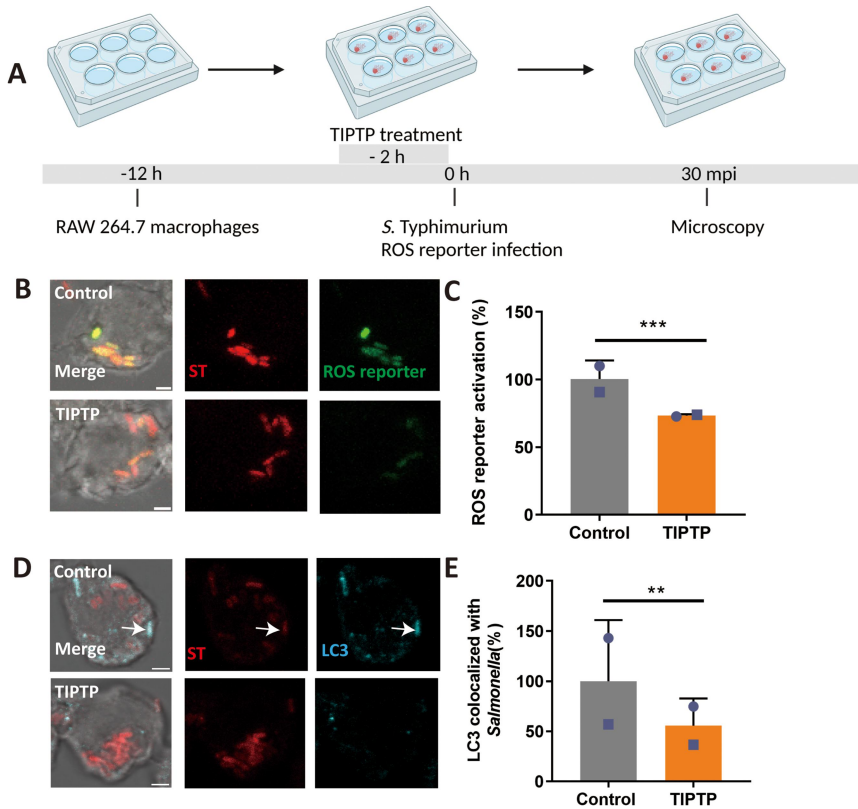 A
TIPTP treatment
- 2 h
-12 h
0 h
30 mpi
RAW 264.7 macrophages
S. Typhimurium
ROS reporter infection
Microscopy
B
Control
Merge
ST
ROS reporter
TIPTP
C
ROS reporter activation (%)
150
100
50
0
***
Control
TIPTP
D
Control
Merge
ST
LC3
TIPTP
E
LC3 colocalized with
Salmonella(%)
200
150
100
50
0
**
Control
TIPTP